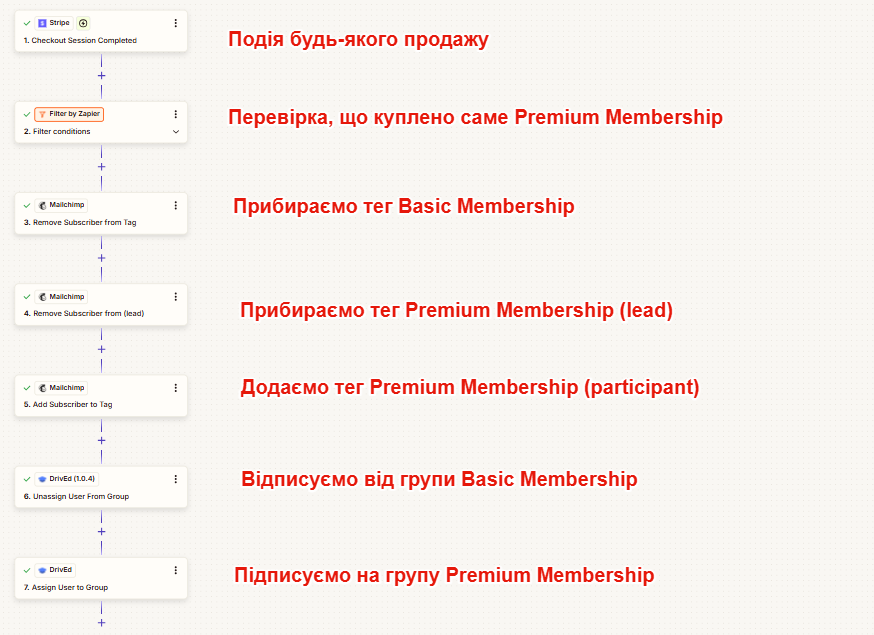 Stripe
1. Checkout Session Completed
Подія будь-якого продажу
Filter by Zapier
2. Filter conditions
Перевірка, що куплено саме Premium Membership
Mailchimp
3. Remove Subscriber from Tag
Прибираємо тег Basic Membership
Mailchimp
4. Remove Subscriber from (lead)
Прибираємо тег Premium Membership (lead)
Mailchimp
5. Add Subscriber to Tag
Додаємо тег Premium Membership (participant)
DrivEd (1.0.4)
6. Unassign User From Group
Відписуємо від групи Basic Membership
DrivEd
7. Assign User to Group
Підписуємо на групу Premium Membership